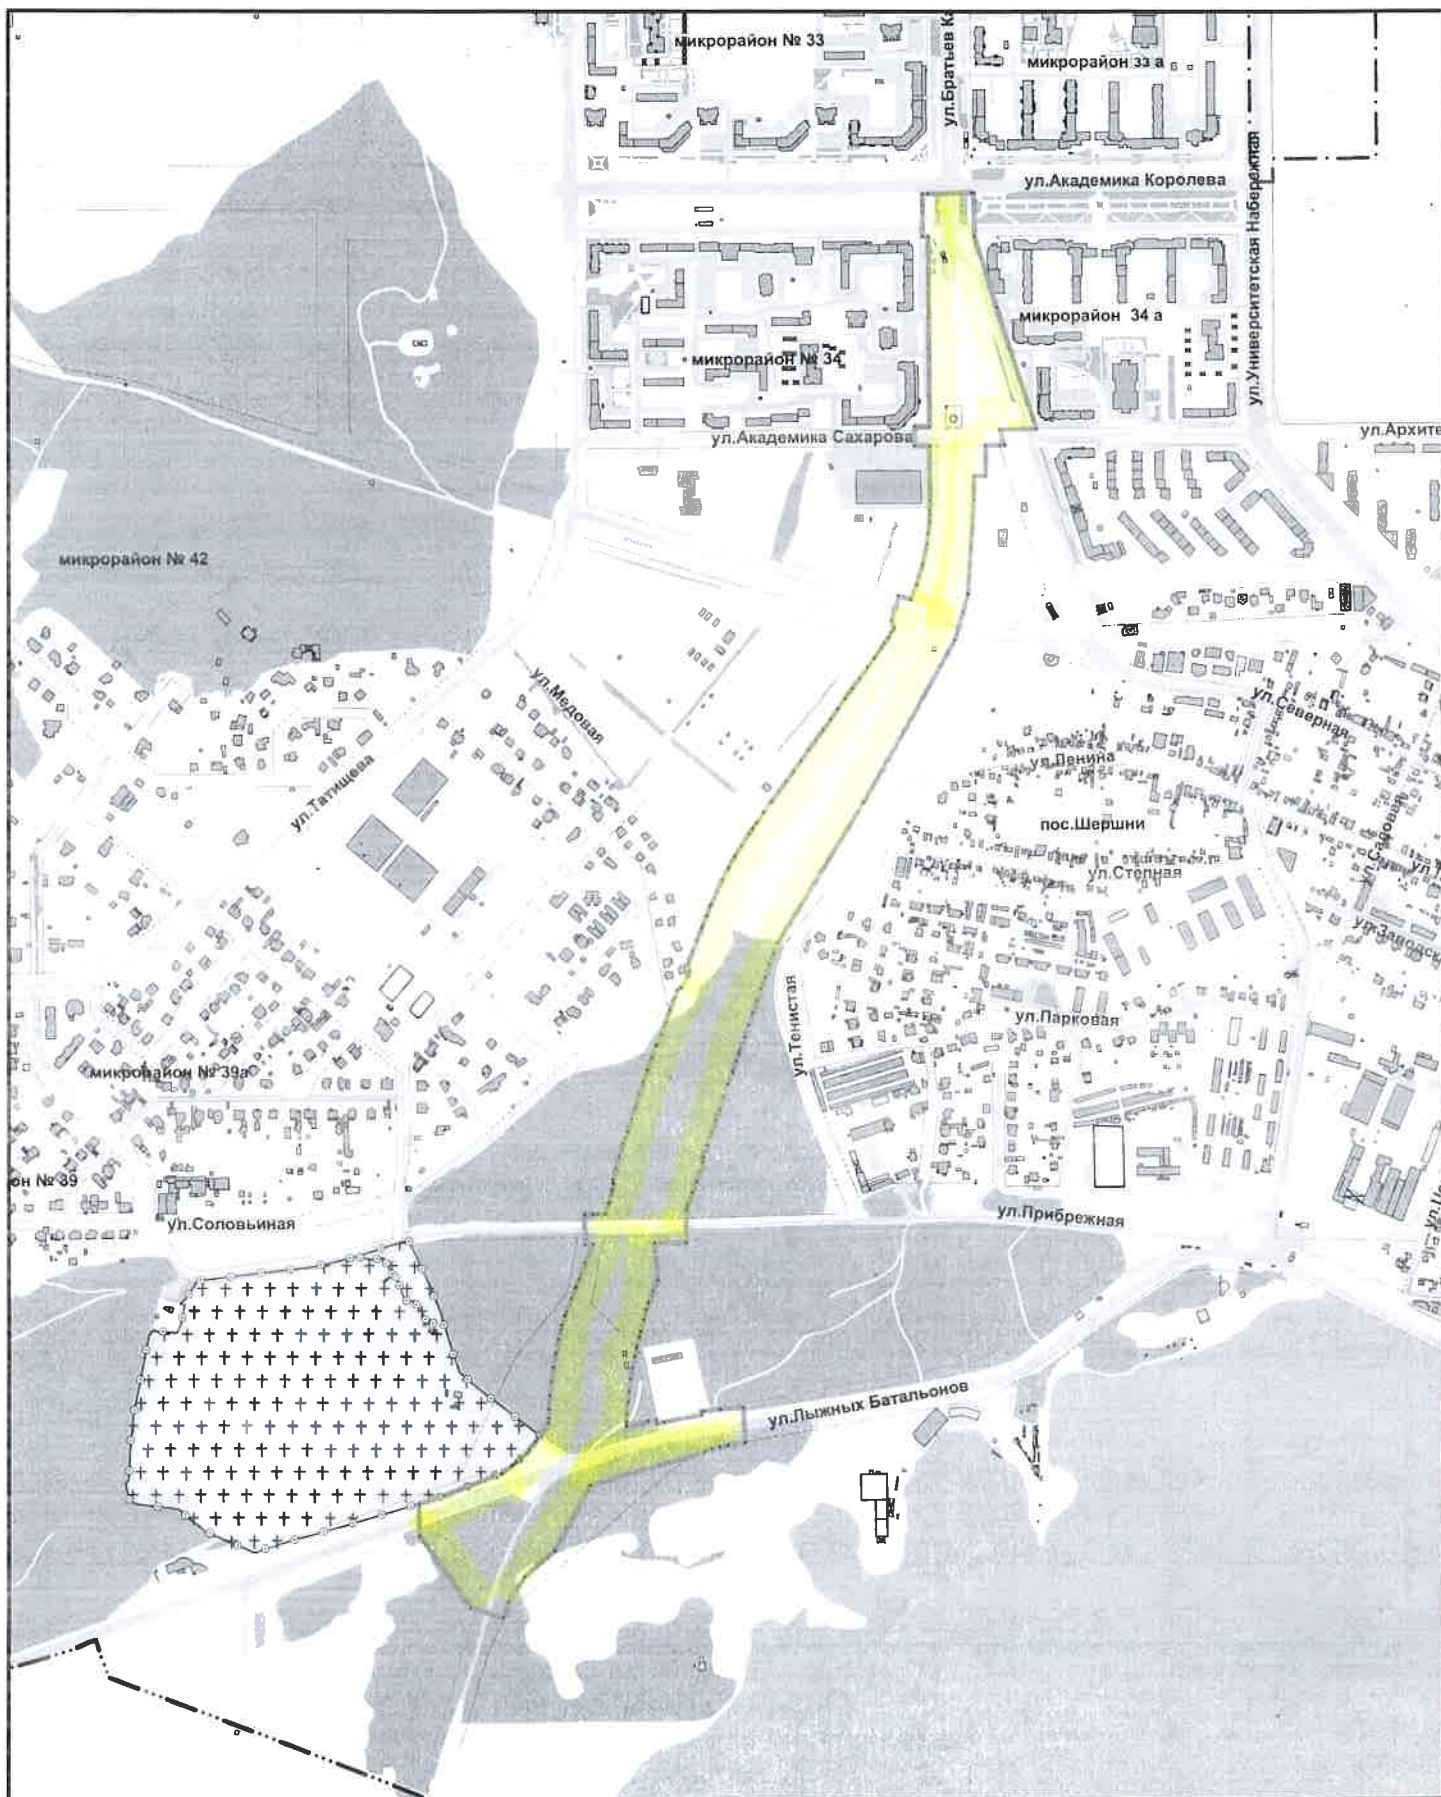 микрорайон № 33
ул.Братьев Ка
микрорайон 33 а
ул.Академика Королева
ул.Университетская Набережная
микрорайон 34 а
микрорайон № 34
ул.Академика Сахарова
ул.Архите
микрорайон № 42
ул.Медовая
ул.Северная
ул.Ленина
ул.Татищева
пос.Шершни
ул.Садовая
ул.Степная
ул.Заводск
ул.Тенистая
ул.Парковая
микрорайон № 39а
он № 39
ул.Соловьиная
ул.Прибрежная
ул.Лыжных Батальонов